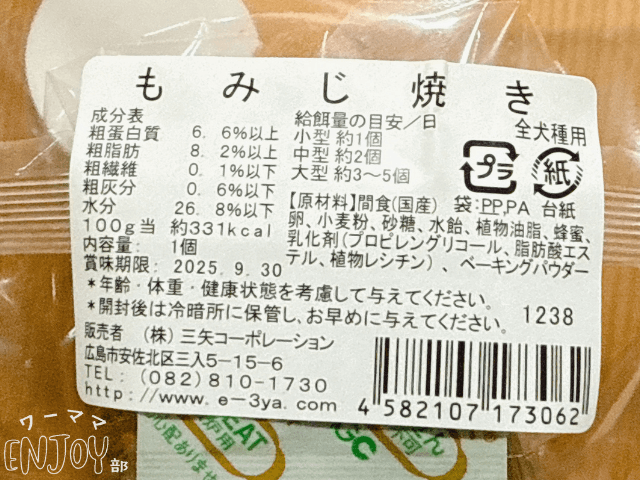 もみじ焼き
成分表
粗蛋白質 6. 6%以上
粗脂肪 8. 2%以上
粗繊維 0. 1%以下
粗灰分 0. 6%以下
水分 26. 8%以下
100g当 約331kcal
内容量: 1個
賞味期限: 2025. 9. 30
給餌量の目安/日
小型 約1個
中型 約2個
大型 約3~5個
全犬種用
プラ
紙
【原材料】間食(国産) 袋:PP,PA 台紙
卵、小麦粉、砂糖、水飴、植物油脂、蜂蜜、
乳化剤(プロピレングリコール、脂肪酸エス
テル、植物レシチン)、ベーキングパウダー
*年齢・体重・健康状態を考慮して与えてください。
*開封後は冷暗所に保管し、お早めに与えてください。
1238
販売者 (株)三矢コーポレーション
広島市安佐北区三入5-15-6
TEL:(082)810-1730
http://www. e-3ya. com
4 582107 173062
心配ありませ
ワーママ
ENJOY部